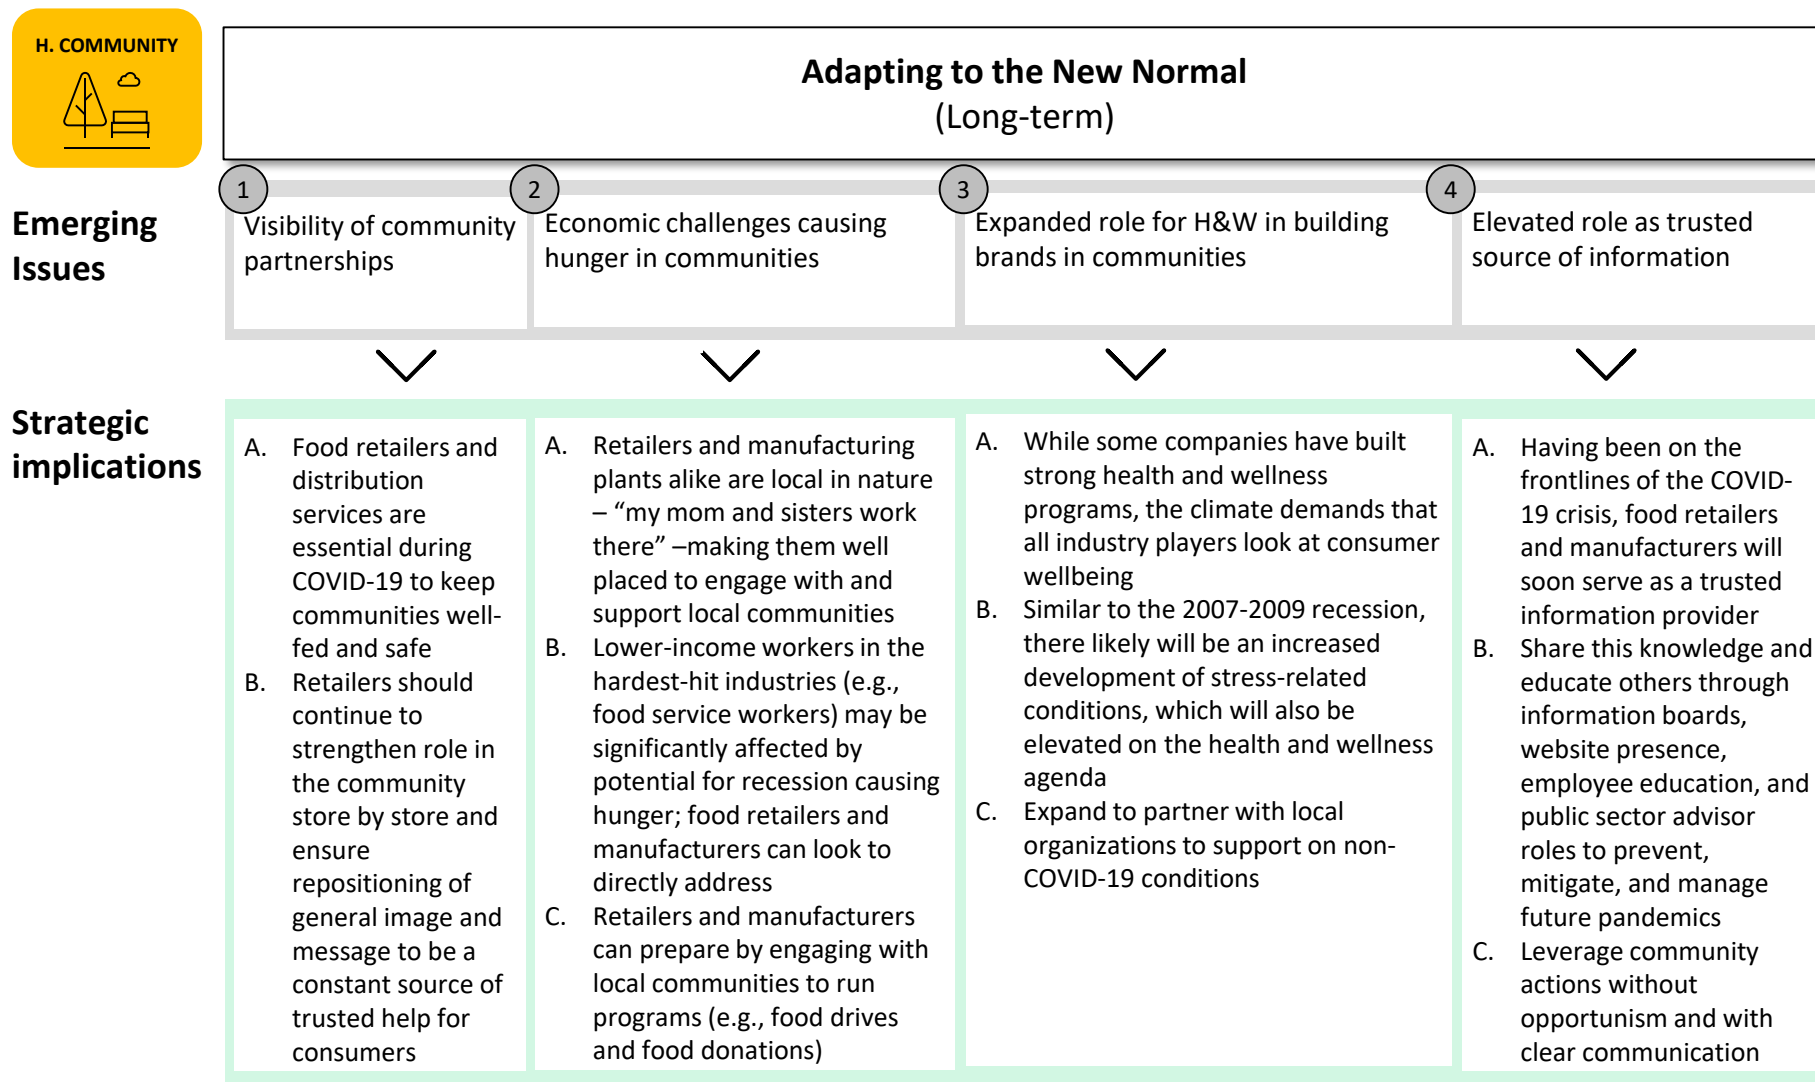 H. COMMUNITY
Adapting to the New Normal
(Long-term)
Emerging
Issues
1
Visibility of community
partnerships
2
Economic challenges causing
hunger in communities
3
Expanded role for H&W in building
brands in communities
4
Elevated role as trusted
source of information
Strategic
implications
A. Food retailers and
distribution
services are
essential during
COVID-19 to keep
communities well-
fed and safe
B. Retailers should
continue to
strengthen role in
the community
store by store and
ensure
repositioning of
general image and
message to be a
constant source of
trusted help for
consumers
A. Retailers and manufacturing
plants alike are local in nature
– “my mom and sisters work
there” –making them well
placed to engage with and
support local communities
B. Lower-income workers in the
hardest-hit industries (e.g.,
food service workers) may be
significantly affected by
potential for recession causing
hunger; food retailers and
manufacturers can look to
directly address
C. Retailers and manufacturers
can prepare by engaging with
local communities to run
programs (e.g., food drives
and food donations)
A. While some companies have built
strong health and wellness
programs, the climate demands that
all industry players look at consumer
wellbeing
B. Similar to the 2007-2009 recession,
there likely will be an increased
development of stress-related
conditions, which will also be
elevated on the health and wellness
agenda
C. Expand to partner with local
organizations to support on non-
COVID-19 conditions
A. Having been on the
frontlines of the COVID-
19 crisis, food retailers
and manufacturers will
soon serve as a trusted
information provider
B. Share this knowledge and
educate others through
information boards,
website presence,
employee education, and
public sector advisor
roles to prevent,
mitigate, and manage
future pandemics
C. Leverage community
actions without
opportunism and with
clear communication